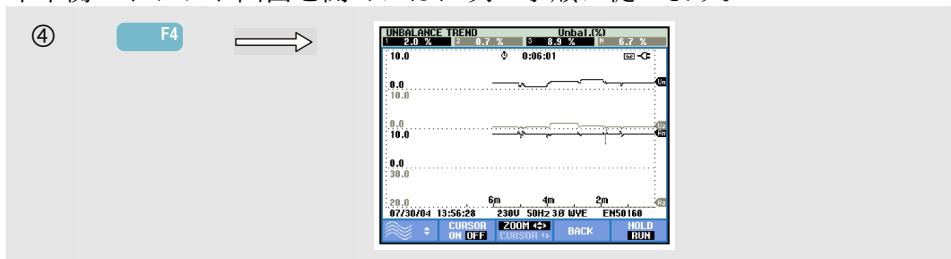 ④
F4
UNBALANCE TREND Unbal.(%)
1 2.0 % 2 0.7 % 3 8.9 % N 6.7 %
10.0 0:06:01
0.0
10.0
0.0
10.0
0.0
30.0
20.0 6m 4m 2m
07/30/04 13:56:28 230V 50Hz 3Ø WYE EN50160
CURSOR ON OFF
ZOOM
CURSOR
BACK
HOLD
RUN